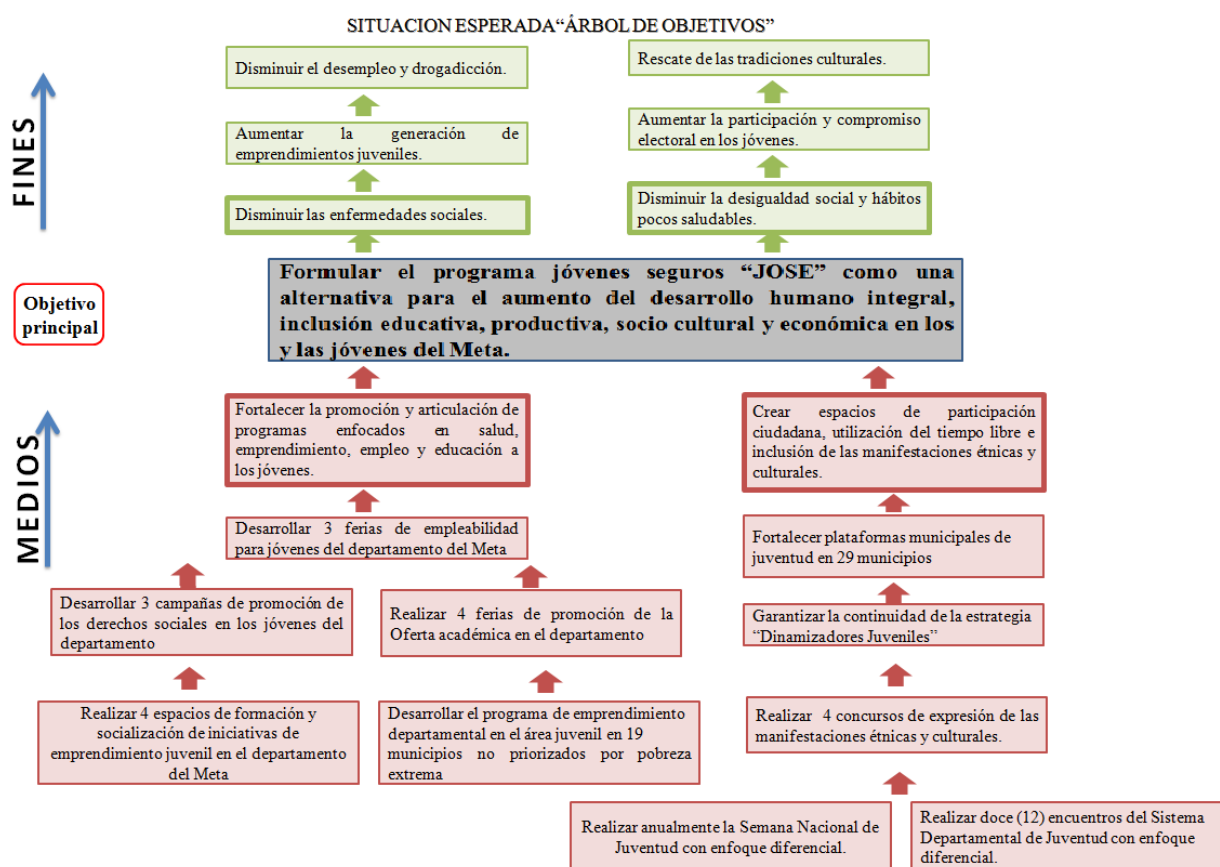 SITUACION ESPERADA“ÁRBOL DE OBJETIVOS”
FINES
Disminuir el desempleo y drogadicción.
Rescate de las tradiciones culturales.
Aumentar la generación de
emprendimientos juveniles.
Aumentar la participación y compromiso
electoral en los jóvenes.
Disminuir las enfermedades sociales.
Disminuir la desigualdad social y hábitos
pocos saludables.
Objetivo
principal
Formular el programa jóvenes seguros “JOSE” como una
alternativa para el aumento del desarrollo humano integral,
inclusión educativa, productiva, socio cultural y económica en los
y las jóvenes del Meta.
MEDIOS
Fortalecer la promoción y articulación de
programas enfocados en salud,
emprendimiento, empleo y educación a
los jóvenes.
Crear espacios de participación
ciudadana, utilización del tiempo libre e
inclusión de las manifestaciones étnicas y
culturales.
Desarrollar 3 ferias de empleabilidad
para jóvenes del departamento del Meta
Fortalecer plataformas municipales de
juventud en 29 municipios
Desarrollar 3 campañas de promoción de
los derechos sociales en los jóvenes del
departamento
Realizar 4 ferias de promoción de la
Oferta académica en el departamento
Garantizar la continuidad de la estrategia
“Dinamizadores Juveniles”
Realizar 4 espacios de formación y
socialización de iniciativas de
emprendimiento juvenil en el departamento
del Meta
Desarrollar el programa de emprendimiento
departamental en el área juvenil en 19
municipios no priorizados por pobreza
extrema
Realizar 4 concursos de expresión de las
manifestaciones étnicas y culturales.
Realizar anualmente la Semana Nacional de
Juventud con enfoque diferencial.
Realizar doce (12) encuentros del Sistema
Departamental de Juventud con enfoque
diferencial.